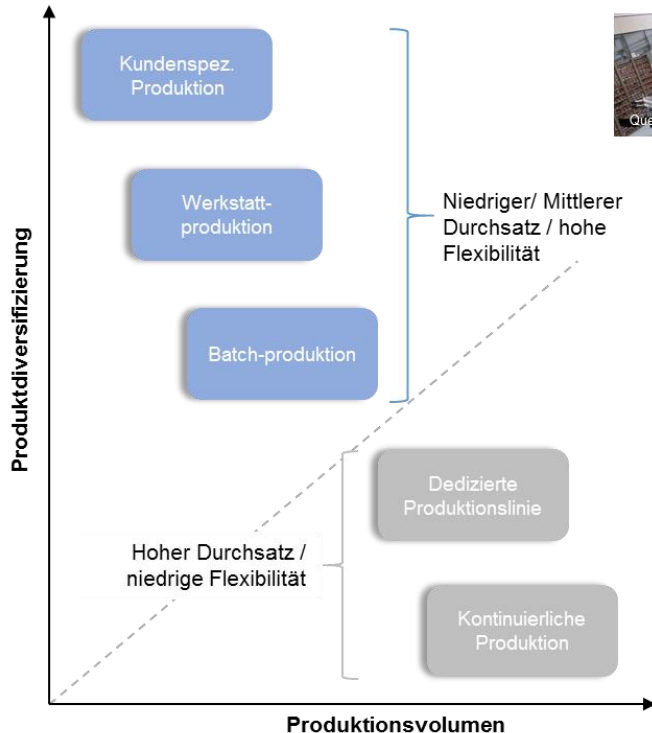 Kundenspez.
Produktion
Werkstatt-
produktion
Niedriger/ Mittlerer
Durchsatz / hohe
Flexibilität
Batch-produktion
Produktdiversifizierung
Dedizierte
Produktionslinie
Hoher Durchsatz /
niedrige Flexibilität
Kontinuierliche
Produktion
Produktionsvolumen